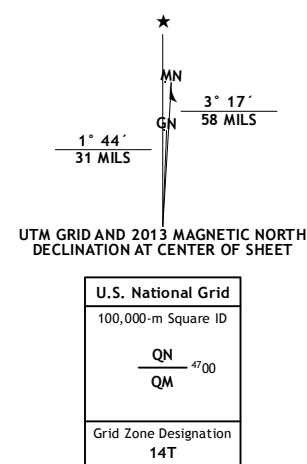 ★
MN
3° 17´
58 MILS
GN
1° 44´
31 MILS
UTM GRID AND 2013 MAGNETIC NORTH
DECLINATION AT CENTER OF SHEET
U.S. National Grid
100,000-m Square ID
QN
4700
QM
Grid Zone Designation
14T